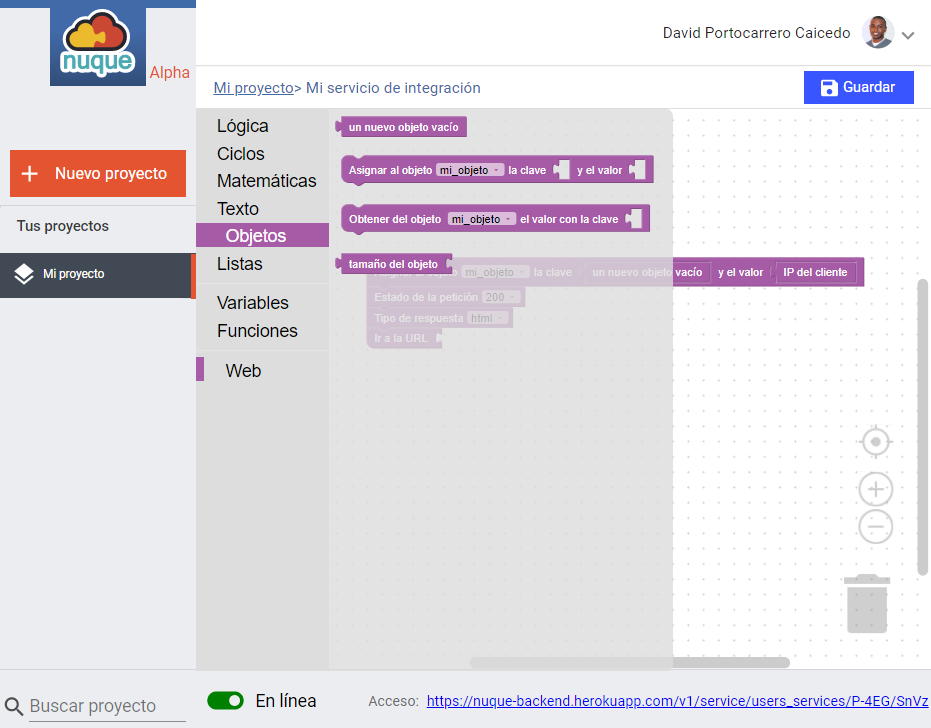 David Portocarrero Caicedo
nuque
Alpha
Mi proyecto> Mi servicio de integración
Guardar
+ Nuevo proyecto
Tus proyectos
Mi proyecto
Lógica
Ciclos
Matemáticas
Texto
Objetos
Listas
Variables
Funciones
Web
un nuevo objeto vacío
Asignar al objeto mi_objeto la clave y el valor
Obtener del objeto mi_objeto el valor con la clave
tamaño del objeto
mi_objeto la clave un nuevo objeto vacío y el valor IP del cliente
Estado de la petición 200
Tipo de respuesta html
Ir a la URL
Buscar proyecto
En línea
Acceso: https://nuque-backend.herokuapp.com/v1/service/users_services/P-4EG/SnVz